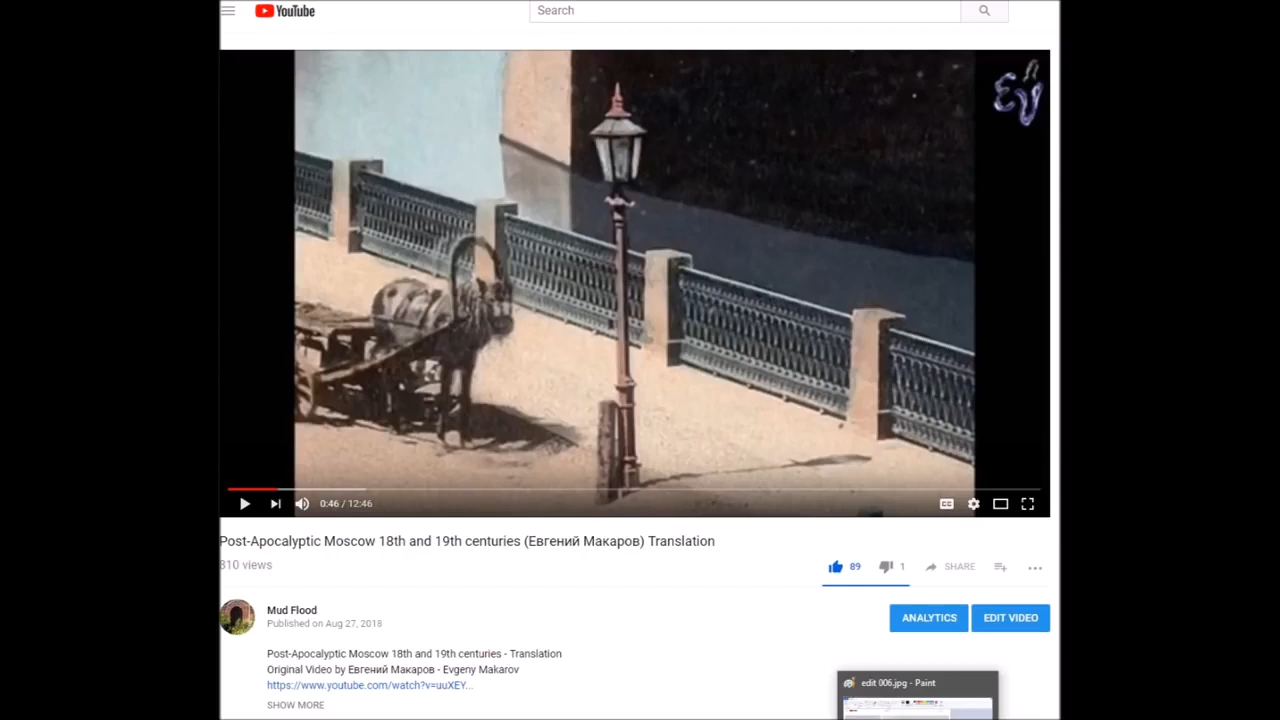 YouTube
Search
0:46 / 12:46
Post-Apocalyptic Moscow 18th and 19th centuries (Евгений Макаров) Translation
810 views
89
1
SHARE
Mud Flood
Published on Aug 27, 2018
ANALYTICS
EDIT VIDEO
Post-Apocalyptic Moscow 18th and 19th centuries - Translation
Original Video by Евгений Макаров - Evgeny Makarov
https://www.youtube.com/watch?v=uuXEY...
SHOW MORE
edit 006.jpg - Paint